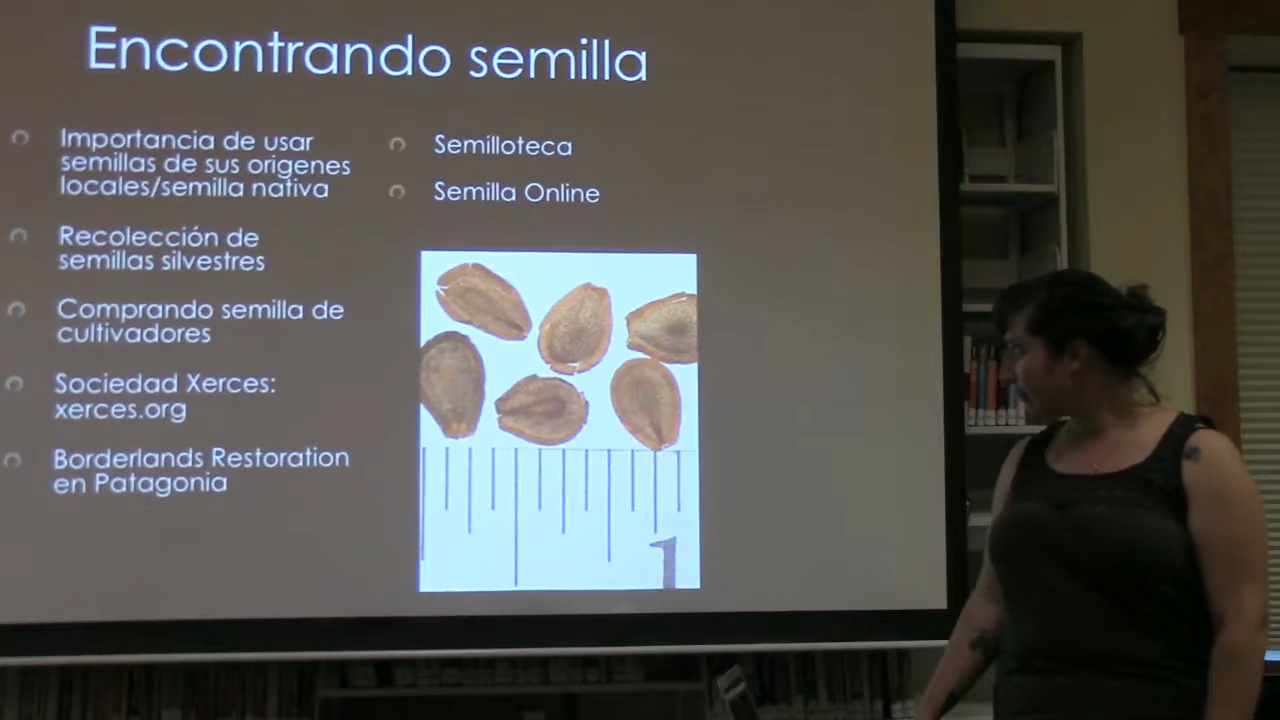 Encontrando semilla
Importancia de usar
semillas de sus origenes
locales/semilla nativa
Recolección de
semillas silvestres
Comprando semilla de
cultivadores
Sociedad Xerces:
xerces.org
Borderlands Restoration
en Patagonia
Semilloteca
Semilla Online
1